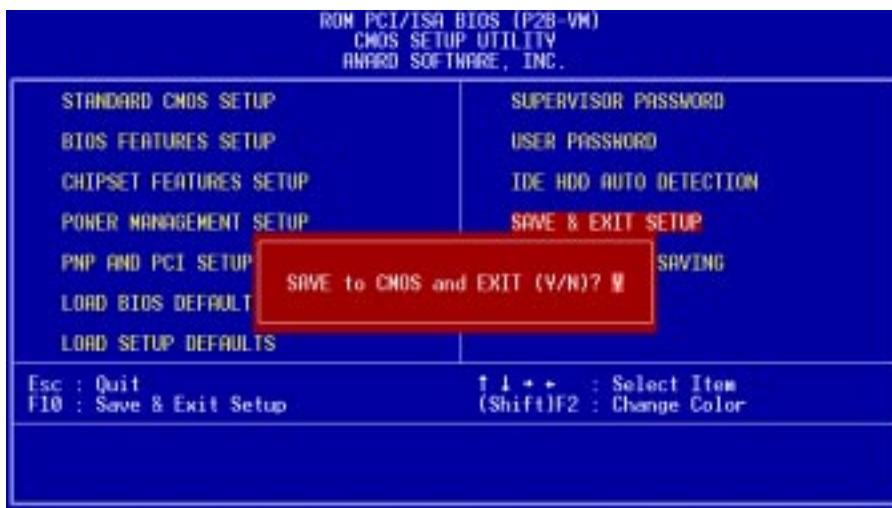 ROM PCI/ISA BIOS (P2B-VM)
CMOS SETUP UTILITY
AWARD SOFTWARE, INC.
STANDARD CMOS SETUP
BIOS FEATURES SETUP
CHIPSET FEATURES SETUP
POWER MANAGEMENT SETUP
PNP AND PCI SETUP
LOAD BIOS DEFAULT
LOAD SETUP DEFAULTS
SUPERVISOR PASSWORD
USER PASSWORD
IDE HDD AUTO DETECTION
SAVE & EXIT SETUP
SAVING
SAVE to CMOS and EXIT (Y/N)? Y
Esc : Quit
F10 : Save & Exit Setup
↑ ↓ → ← : Select Item
(Shift)F2 : Change Color